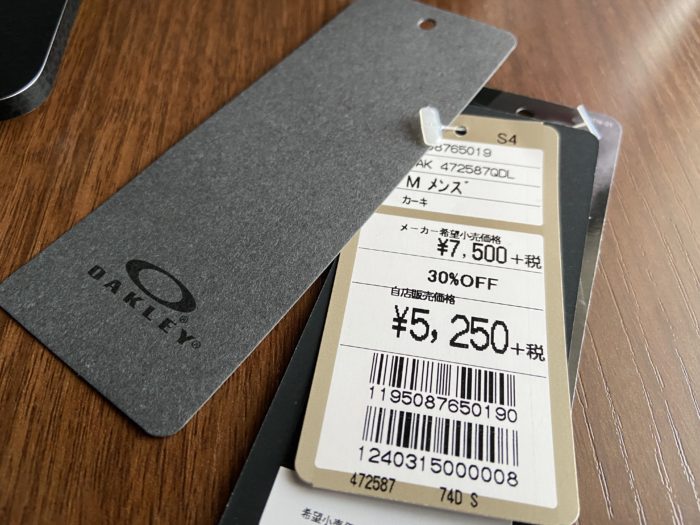 OAKLEY®
S4
08765019
AK 472587QDL
M メンズ
カーキ
メーカー希望小売価格
¥7,500+税
30%OFF
自店販売価格
¥5,250+税
1195087650190
1240315000008
472587 74D S
希望小売価格